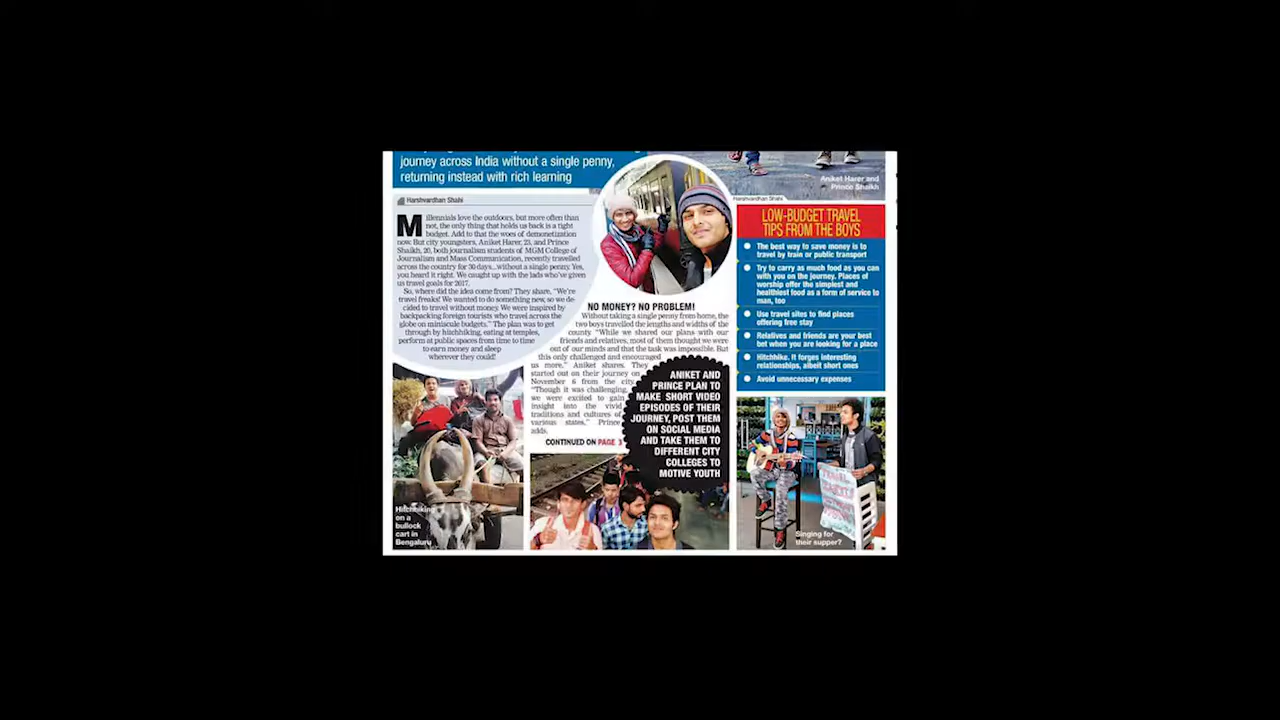 journey across India without a single penny,
returning instead with rich learning
Harshvardhan Shahi
Millennials love the outdoors, but more often than
not, the only thing that holds us back is a tight
budget. Add to that the woes of demonetization
now. But city youngsters, Aniket Harer, 23, and Prince
Shaikh, 20, both journalism students of MGM College of
Journalism and Mass Communication, recently travelled
across the country for 30 days...without a single penny. Yes,
you heard it right. We caught up with the lads who've given
us travel goals for 2017.
So, where did the idea come from? They share, "We're
travel freaks! We wanted to do something new, so we de-
cided to travel without money. We were inspired by
backpacking foreign tourists who travel across the
globe on miniscule budgets." The plan was to get
through by hitchhiking, eating at temples,
perform at public spaces from time to time
to earn money and sleep
wherever they could!
Hitchhiking
on a
bullock
cart in
Bengaluru
NO MONEY? NO PROBLEM!
Without taking a single penny from home, the
two boys travelled the lengths and widths of the
county. "While we shared our plans with our
friends and relatives, most of them thought we were
out of our minds and that the task was impossible. But
this only challenged and encouraged
us more," Aniket shares. They
started out on their journey on
November 6 from the city.
"Though it was challenging,
we were excited to gain
insight into the vivid
traditions and cultures of
various states," Prince
adds.
CONTINUED ON PAGE 3
ANIKET AND
PRINCE PLAN TO
MAKE SHORT VIDEO
EPISODES OF THEIR
JOURNEY, POST THEM
ON SOCIAL MEDIA
AND TAKE THEM TO
DIFFERENT CITY
COLLEGES TO
MOTIVE YOUTH
Aniket Harer and
Prince Shaikh
Harshvardhan Shahi
LOW-BUDGET TRAVEL
TIPS FROM THE BOYS
The best way to save money is to
travel by train or public transport
Try to carry as much food as you can
with you on the journey. Places of
worship offer the simplest and
healthiest food as a form of service to
man, too
Use travel sites to find places
offering free stay
Relatives and friends are your best
bet when you are looking for a place
Hitchhike. It forges interesting
relationships, albeit short ones
Avoid unnecessary expenses
Singing for
their supper?